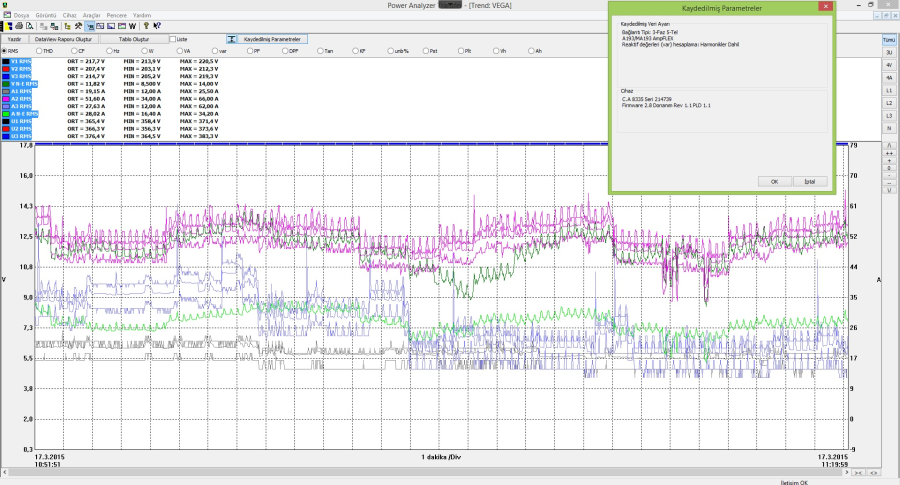 Power Analyzer - [Trend: VEGA]
Dosya Görüntü Cihaz Araçlar Pencere Yardım
Yazdır DataView Raporu Oluştur Tablo Oluştur Liste Kaydedilmiş Parametreler
RMS THD CF Hz W VA var PF DPF Tan KF unb% Pst Plt Vh Ah
V1 RMS ORT = 217,7 V MIN = 213,9 V MAX = 220,5 V
V2 RMS ORT = 207,4 V MIN = 203,1 V MAX = 212,3 V
V3 RMS ORT = 214,7 V MIN = 205,2 V MAX = 219,3 V
V N-E RMS ORT = 11,82 V MIN = 8,500 V MAX = 14,00 V
A1 RMS ORT = 19,15 A MIN = 12,00 A MAX = 25,50 A
A2 RMS ORT = 51,60 A MIN = 34,00 A MAX = 66,00 A
A3 RMS ORT = 27,63 A MIN = 12,00 A MAX = 62,00 A
A N-E RMS ORT = 28,02 A MIN = 16,40 A MAX = 34,20 A
U1 RMS ORT = 365,4 V MIN = 358,4 V MAX = 371,4 V
U2 RMS ORT = 366,3 V MIN = 356,3 V MAX = 373,6 V
U3 RMS ORT = 376,4 V MIN = 364,5 V MAX = 383,3 V
Kaydedilmiş Parametreler
Kaydedilmiş Veri Ayarı
Bağlantı Tipi: 3-Faz 5-Tel
A193/MA193 AmpFLEX
Reaktif değerleri (var) hesaplama: Harmonikler Dahil
Cihaz
C.A 8335 Seri 214739
Firmware 2.8 Donanım Rev 1.1 PLD 1.1
OK İptal
Tümü
3U
4V
4A
L1
L2
L3
N
17,8
16,0
14,3
12,5
10,8
9,0
7,3
5,5
3,8
2,0
0,3
V
79
70
61
52
44
35
26
17
9
0
-9
A
17.3.2015
10:51:51
1 dakika /Div
17.3.2015
11:19:59
İletişim OK